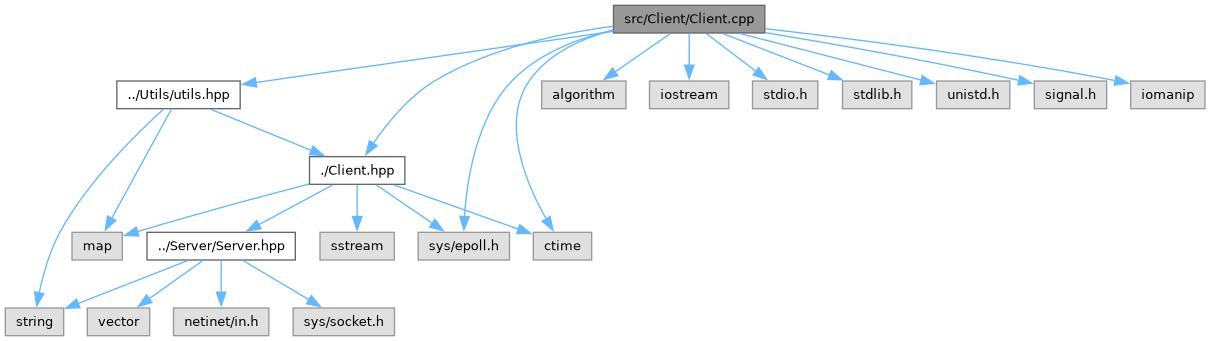 src/Client/Client.cpp
../Utils/utils.hpp
algorithm
iostream
stdio.h
stdlib.h
unistd.h
signal.h
iomanip
./Client.hpp
map
../Server/Server.hpp
sstream
sys/epoll.h
ctime
string
vector
netinet/in.h
sys/socket.h